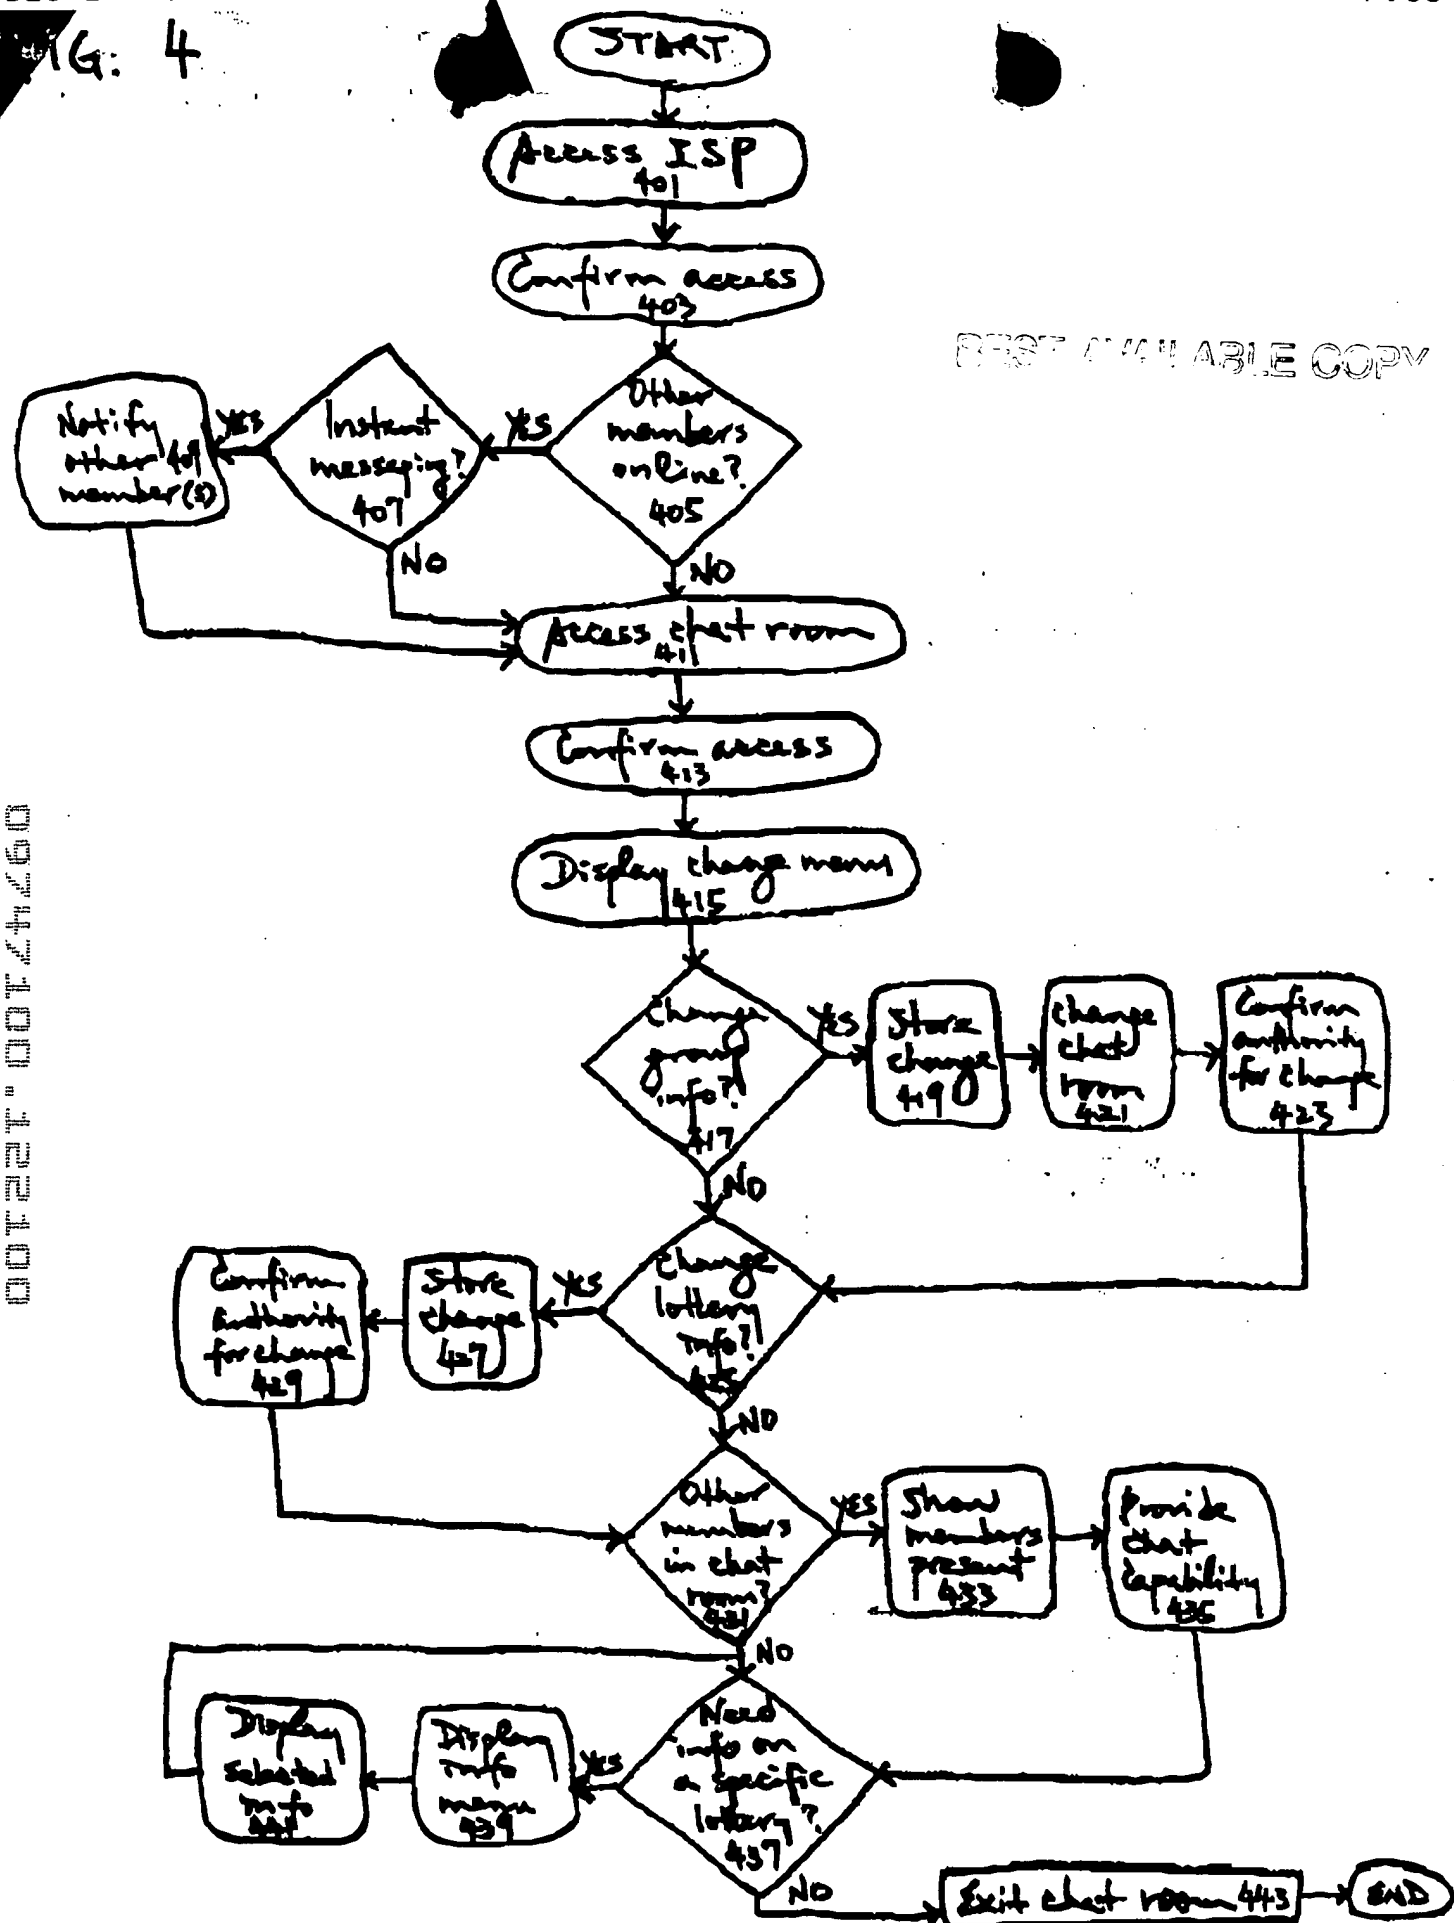 FIG. 4
START
Access ISP
401
Confirm access
403
BEST AVAILABLE COPY
Other
members
online?
405
YES
NO
Instant
messaging?
407
YES
NO
Notify
other 409
member(s)
Access chat room
411
Confirm access
413
Display change menu
415
Change
group
info?
417
YES
NO
Store
change
419
Change
chat
room
421
Confirm
authority
for change
423
Change
lottery
info?
425
YES
NO
Store
change
427
Confirm
authority
for change
429
Other
members
in chat
room?
431
YES
NO
Show
members
present
433
Provide
chat
capability
435
Need
info on
a specific
lottery?
437
YES
NO
Display
info
menu
439
Display
selected
info
441
Exit chat room 443
END
09747100.122100